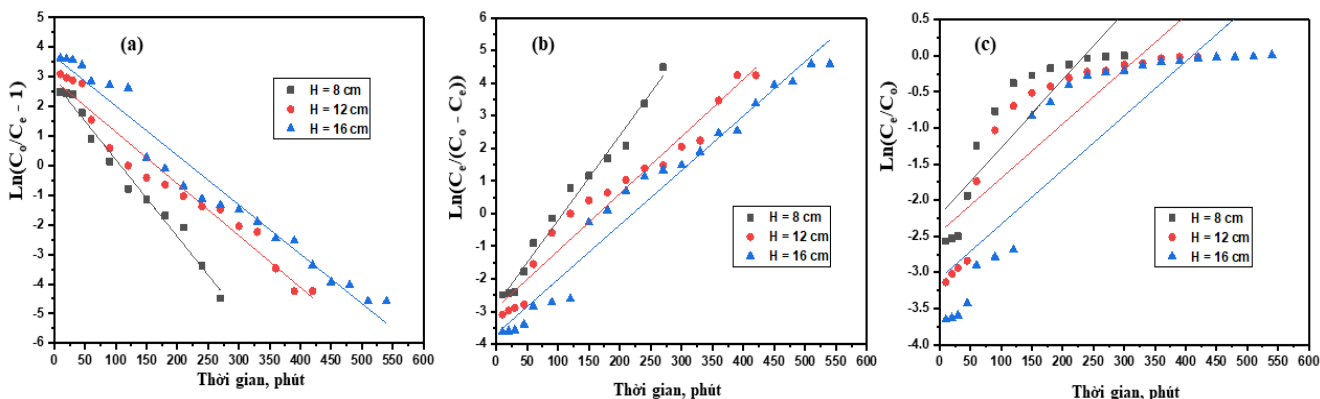 (a)
Ln(Cₒ/Cₑ - 1)
5
4
3
2
1
0
-1
-2
-3
-4
-5
-6
H = 8 cm
H = 12 cm
H = 16 cm
0 50 100 150 200 250 300 350 400 450 500 550 600
Thời gian, phút
(b)
Ln(Cₑ/(Cₒ - Cₑ))
6
5
4
3
2
1
0
-1
-2
-3
-4
H = 8 cm
H = 12 cm
H = 16 cm
0 50 100 150 200 250 300 350 400 450 500 550 600
Thời gian, phút
(c)
Ln(Cₑ/Cₒ)
0.5
0.0
-0.5
-1.0
-1.5
-2.0
-2.5
-3.0
-3.5
-4.0
H = 8 cm
H = 12 cm
H = 16 cm
0 50 100 150 200 250 300 350 400 450 500 550 600
Thời gian, phút